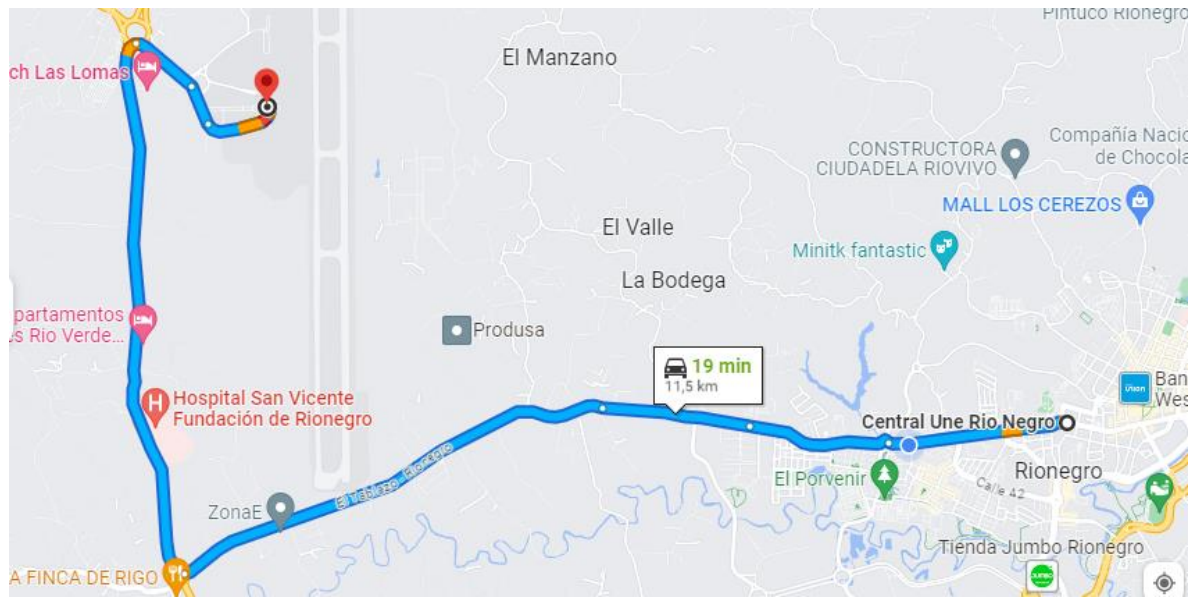 Pintuco Rionegro
El Manzano
ch Las Lomas
CONSTRUCTORA
CIUDADELA RIOVIVO
Compañía Nacio
de Chocola
MALL LOS CEREZOS
El Valle
Minitk fantastic
La Bodega
partamentos
s Rio Verde...
Produsa
19 min
11,5 km
Unión
Ban
Wes
Hospital San Vicente
Fundación de Rionegro
Central Une Rio Negro
Rionegro
El Porvenir
Calle 42
El Tablazo - Rionegro
ZonaE
Tienda Jumbo Rionegro
A FINCA DE RIGO
JUMBO